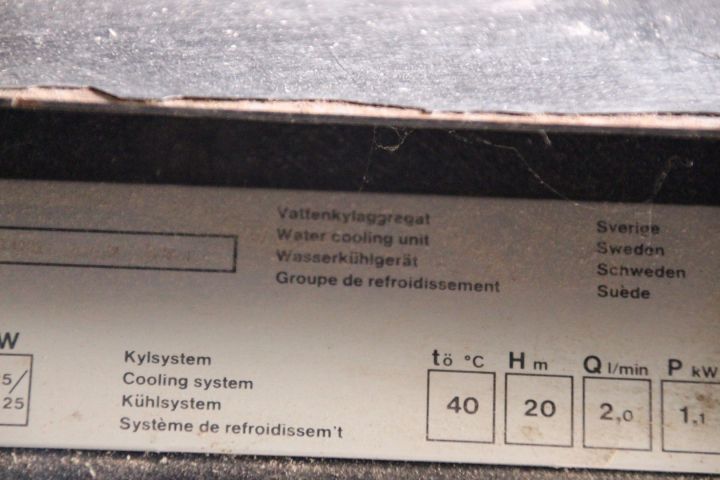 Vattenkylaggregat
Water cooling unit
Wasserkühlgerät
Groupe de refroidissement
Sverige
Sweden
Schweden
Suède
W
5/
25
Kylsystem
Cooling system
Kühlsystem
Système de refroidissem't
tö °C H m Q l/min P kW
40 20 2,0 1,1